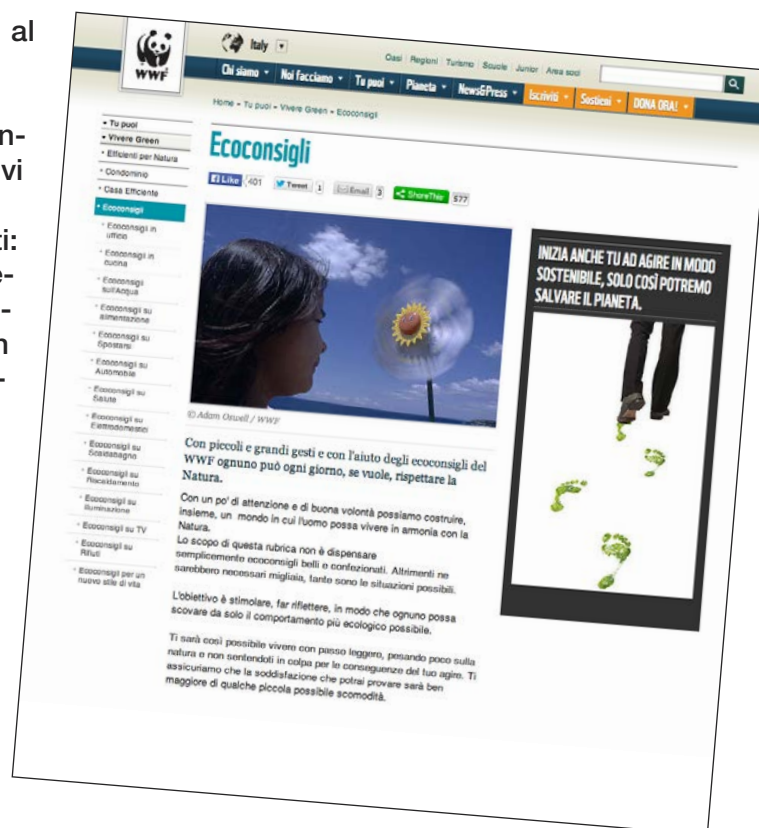 al
n-
vi
ti:
e-
-
n
-
WWF
Italy
Oasi Regioni Turismo Scuole Junior Area soci
Chi siamo Noi facciamo Tu puoi Pianeta News&Press Iscriviti Sostieni DONA ORA!
Home » Tu puoi » Vivere Green » Ecoconsigli
Tu puoi
Vivere Green
Efficienti per Natura
Condominio
Casa Efficiente
Ecoconsigli
Ecoconsigli in
ufficio
Ecoconsigli in
cucina
Ecoconsigli
sull'Acqua
Ecoconsigli su
alimentazione
Ecoconsigli su
Spostarsi
Ecoconsigli su
Automobile
Ecoconsigli su
Salute
Ecoconsigli su
Elettrodomestici
Ecoconsigli su
Scaldabagno
Ecoconsigli su
Riscaldamento
Ecoconsigli su
Illuminazione
Ecoconsigli su TV
Ecoconsigli su
Rifiuti
Ecoconsigli per un
nuovo stile di vita
Ecoconsigli
Like 401 Tweet 1 Email 3 ShareThis 577
© Adam Oswell / WWF
Con piccoli e grandi gesti e con l'aiuto degli ecoconsigli del
WWF ognuno può ogni giorno, se vuole, rispettare la
Natura.
Con un po' di attenzione e di buona volontà possiamo costruire,
insieme, un mondo in cui l'uomo possa vivere in armonia con la
Natura.
Lo scopo di questa rubrica non è dispensare
semplicemente ecoconsigli belli e confezionati. Altrimenti ne
sarebbero necessari migliaia, tante sono le situazioni possibili.
L'obiettivo è stimolare, far riflettere, in modo che ognuno possa
scovare da solo il comportamento più ecologico possibile.
Ti sarà così possibile vivere con passo leggero, pesando poco sulla
natura e non sentendoti in colpa per le conseguenze del tuo agire. Ti
assicuriamo che la soddisfazione che potrai provare sarà ben
maggiore di qualche piccola possibile scomodità.
INIZIA ANCHE TU AD AGIRE IN MODO
SOSTENIBILE, SOLO COSÌ POTREMO
SALVARE IL PIANETA.